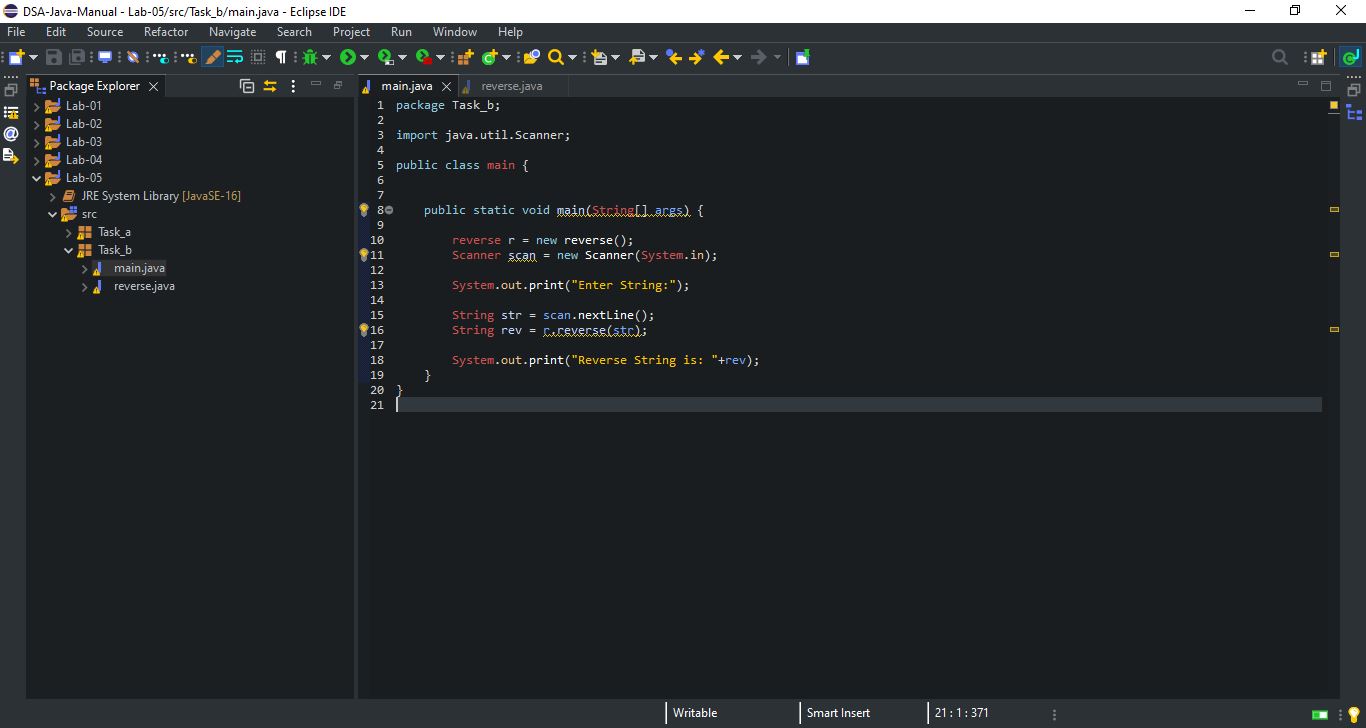 DSA-Java-Manual - Lab-05/src/Task_b/main.java - Eclipse IDE
File Edit Source Refactor Navigate Search Project Run Window Help
Package Explorer
Lab-01
Lab-02
Lab-03
Lab-04
Lab-05
JRE System Library [JavaSE-16]
src
Task_a
Task_b
main.java
reverse.java
main.java reverse.java
1 package Task_b;
2
3 import java.util.Scanner;
4
5 public class main {
6
7
8 public static void main(String[] args) {
9
10 reverse r = new reverse();
11 Scanner scan = new Scanner(System.in);
12
13 System.out.print("Enter String:");
14
15 String str = scan.nextLine();
16 String rev = r.reverse(str);
17
18 System.out.print("Reverse String is: "+rev);
19 }
20 }
21
Writable Smart Insert 21 : 1 : 371